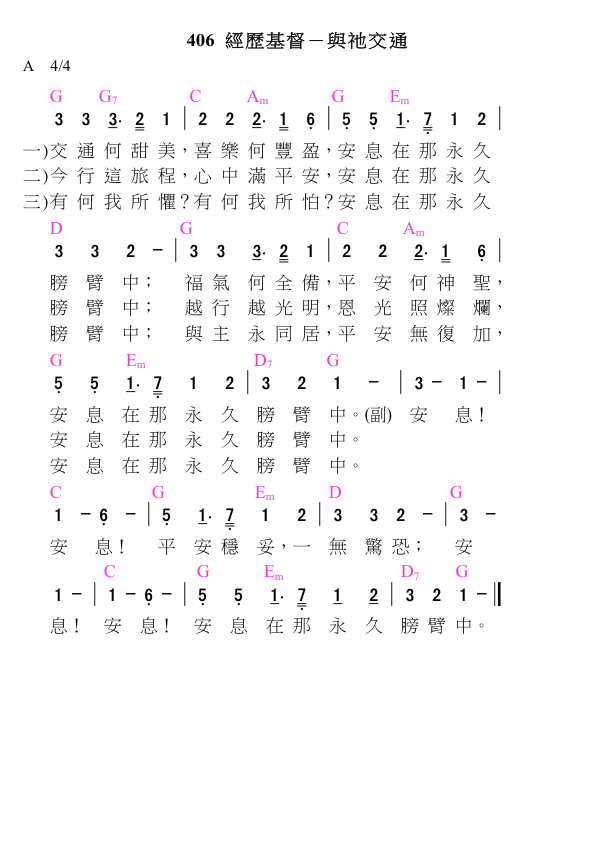 406 經歷基督－與祂交通
A 4/4
G G7 C Am G Em
3 3 3· 2 1 | 2 2 2· 1 6 | 5 5 1· 7 1 2 |
一)交通何甜美，喜樂何豐盈，安息在那永久
二)今行這旅程，心中滿平安，安息在那永久
三)有何我所懼？有何我所怕？安息在那永久
D G C Am
3 3 2 － | 3 3 3· 2 1 | 2 2 2· 1 6 |
膀臂中； 福氣何全備，平安何神聖，
膀臂中； 越行越光明，恩光照燦爛，
膀臂中； 與主永同居，平安無復加，
G Em D7 G
5 5 1· 7 1 2 | 3 2 1 － | 3 － 1 － |
安息在那永久膀臂中。(副) 安息！
安息在那永久膀臂中。
安息在那永久膀臂中。
C G Em D G
1 － 6 － | 5 1· 7 1 2 | 3 3 2 － | 3 －
安息！ 平安穩妥，一無驚恐； 安
C G Em D7 G
1 － | 1 － 6 － | 5 5 1· 7 1 2 | 3 2 1 － ||
息！ 安息！ 安息在那永久膀臂中。